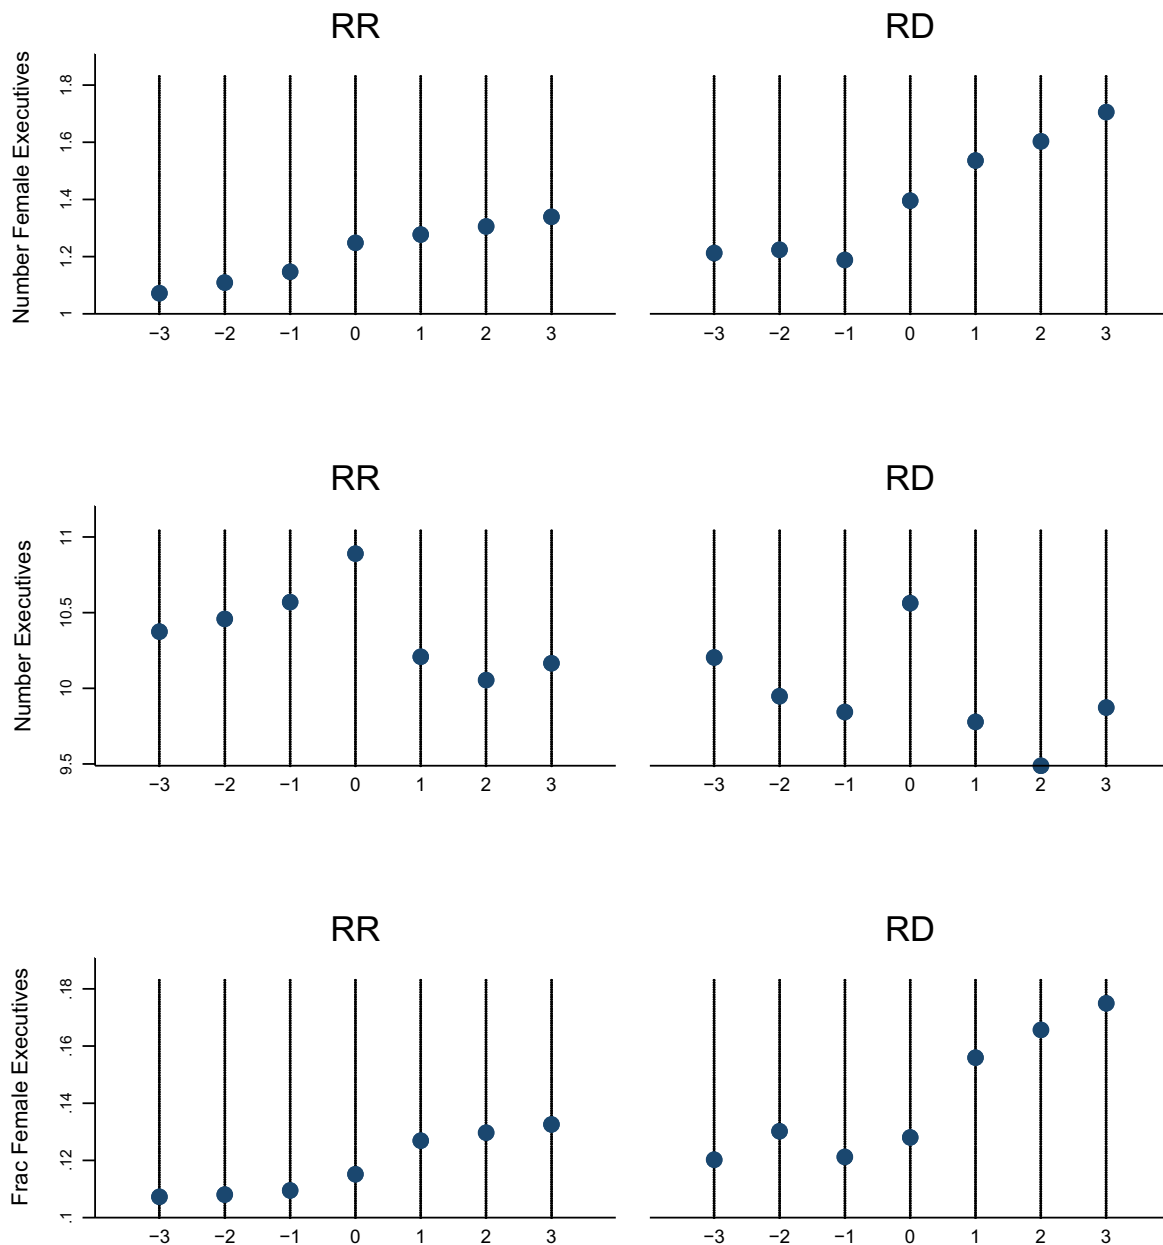 RR RD
Number Female Executives
1.8
1.6
1.4
1.2
1
−3 −2 −1 0 1 2 3 −3 −2 −1 0 1 2 3
RR RD
Number Executives
11
10.5
10
9.5
−3 −2 −1 0 1 2 3 −3 −2 −1 0 1 2 3
RR RD
Frac Female Executives
.18
.16
.14
.12
.1
−3 −2 −1 0 1 2 3 −3 −2 −1 0 1 2 3